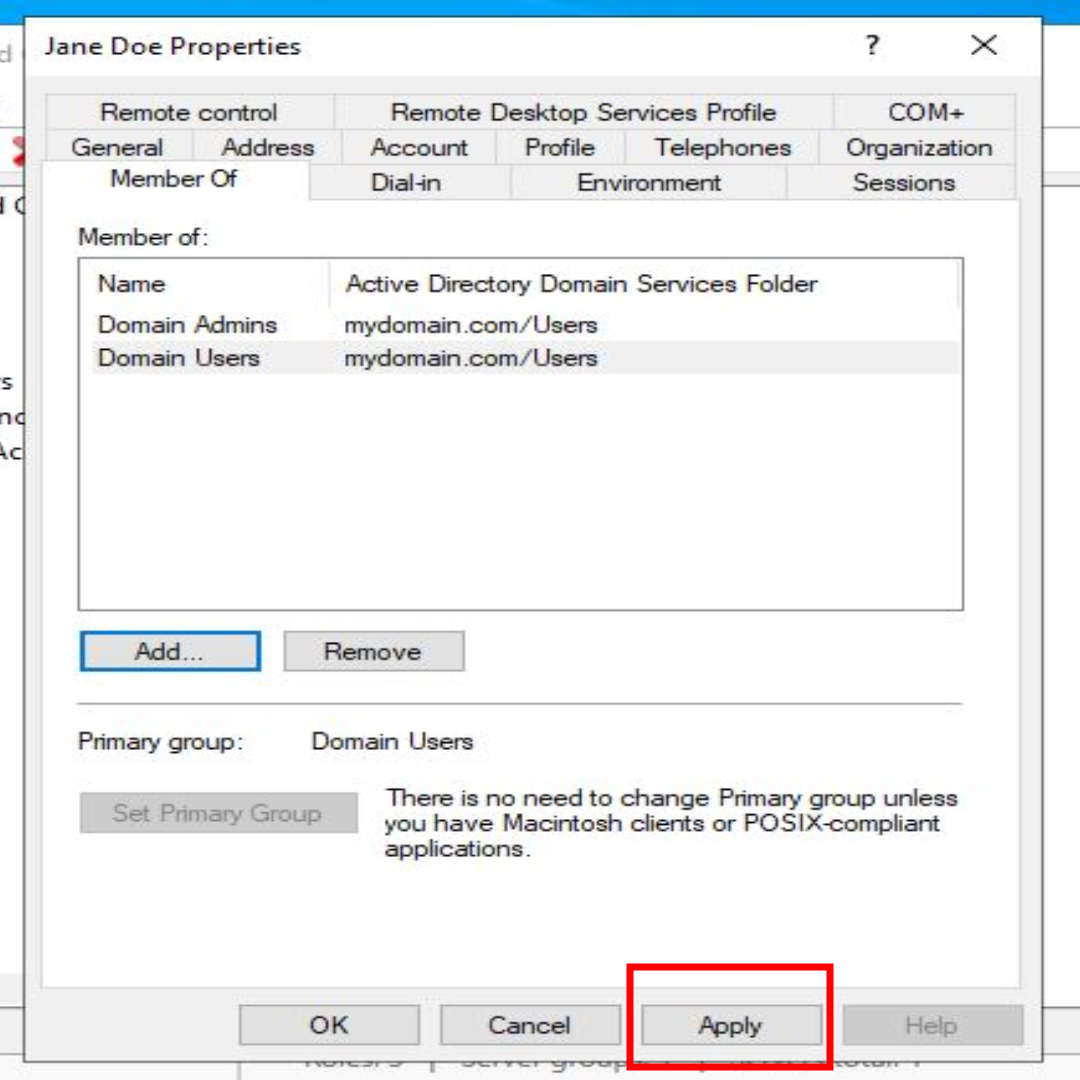 Jane Doe Properties ? ×
Remote control Remote Desktop Services Profile COM+
General Address Account Profile Telephones Organization
Member Of Dial-in Environment Sessions
Member of:
Name Active Directory Domain Services Folder
Domain Admins mydomain.com/Users
Domain Users mydomain.com/Users
Add... Remove
Primary group: Domain Users
Set Primary Group
There is no need to change Primary group unless
you have Macintosh clients or POSIX-compliant
applications.
OK Cancel Apply Help